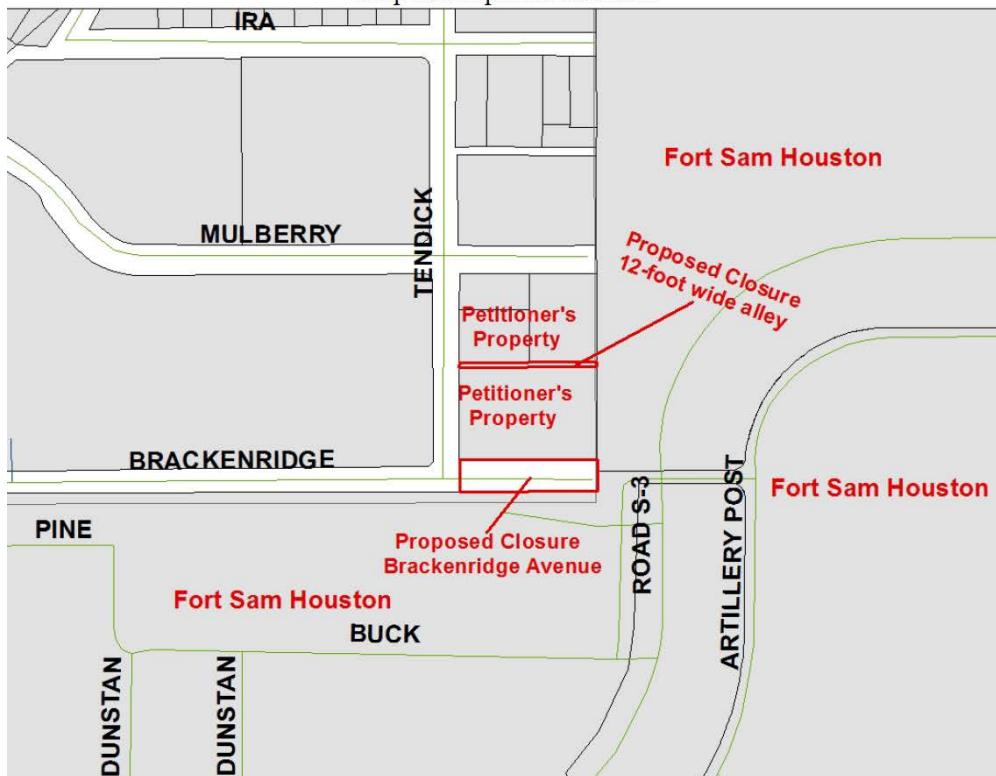 IRA
Fort Sam Houston
MULBERRY
TENDICK
Proposed Closure
12-foot wide alley
Petitioner's
Property
Petitioner's
Property
BRACKENRIDGE
ROAD S-3
ARTILLERY POST
Fort Sam Houston
PINE
Proposed Closure
Brackenridge Avenue
Fort Sam Houston
BUCK
DUNSTAN
DUNSTAN